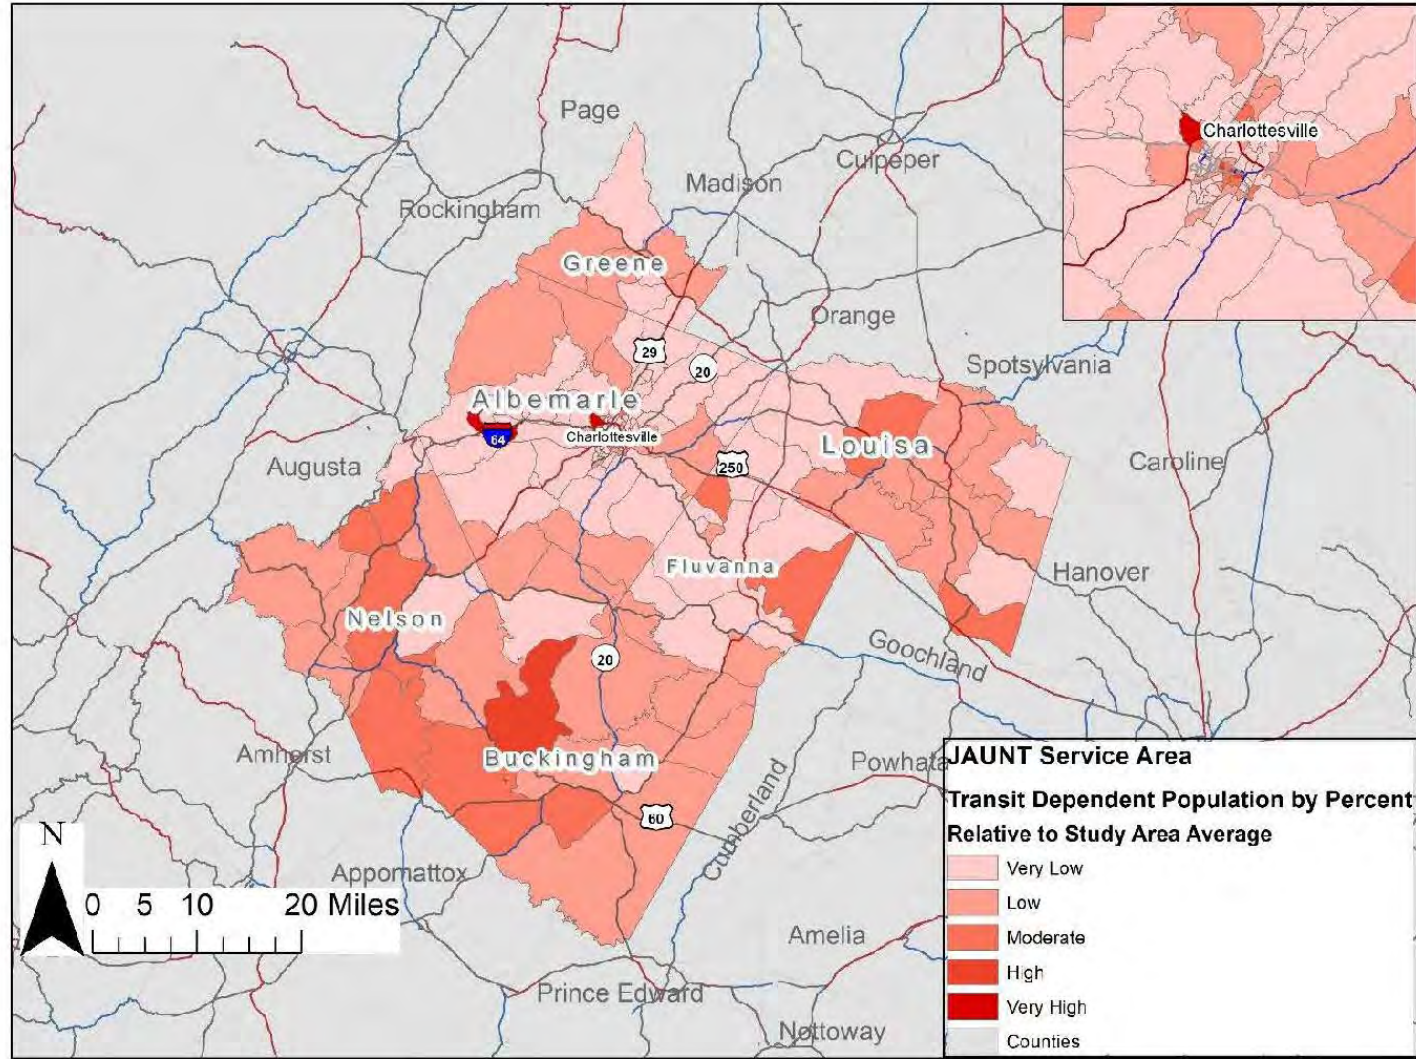 Page
Charlottesville
Culpeper
Madison
Rockingham
Greene
Orange
29
20
Spotsylvania
Albemarle
64
Charlottesville
Louisa
Augusta
250
Caroline
Fluvanna
Hanover
Nelson
Goochland
20
Amherst
Buckingham
Powhata
60
Cumberland
Appomattox
Amelia
Prince Edward
Nottoway
N
0 5 10 20 Miles
JAUNT Service Area
Transit Dependent Population by Percent
Relative to Study Area Average
Very Low
Low
Moderate
High
Very High
Counties